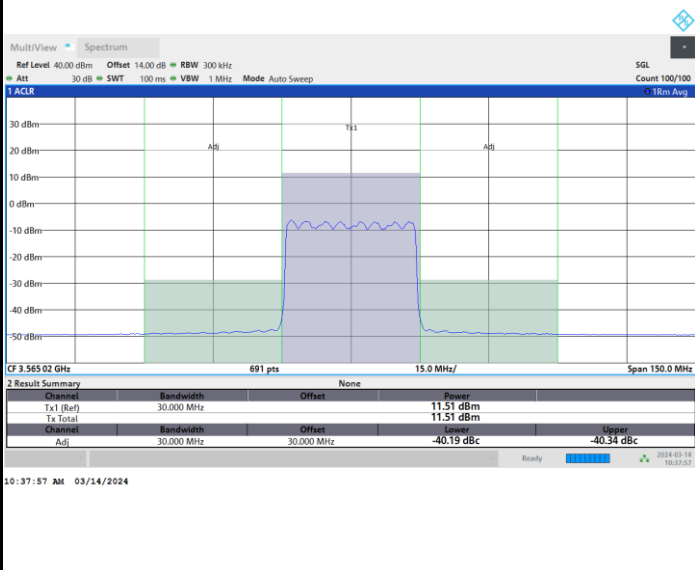 MultiView Spectrum
Ref Level 40.00 dBm Offset 14.00 dB RBW 300 kHz SGL
Att 30 dB SWT 100 ms VBW 1 MHz Mode Auto Sweep Count 100/100
1 ACLR 1Rm Avg
30 dBm
Tx1
20 dBm
Adj Adj
10 dBm
0 dBm
-10 dBm
-20 dBm
-30 dBm
-40 dBm
-50 dBm
CF 3.565 02 GHz 691 pts 15.0 MHz/ Span 150.0 MHz
2 Result Summary None
Channel Bandwidth Offset Power
Tx1 (Ref) 30.000 MHz 11.51 dBm
Tx Total 11.51 dBm
Channel Bandwidth Offset Lower Upper
Adj 30.000 MHz 30.000 MHz -40.19 dBc -40.34 dBc
Ready 2024-03-14
10:37:57
10:37:57 AM 03/14/2024